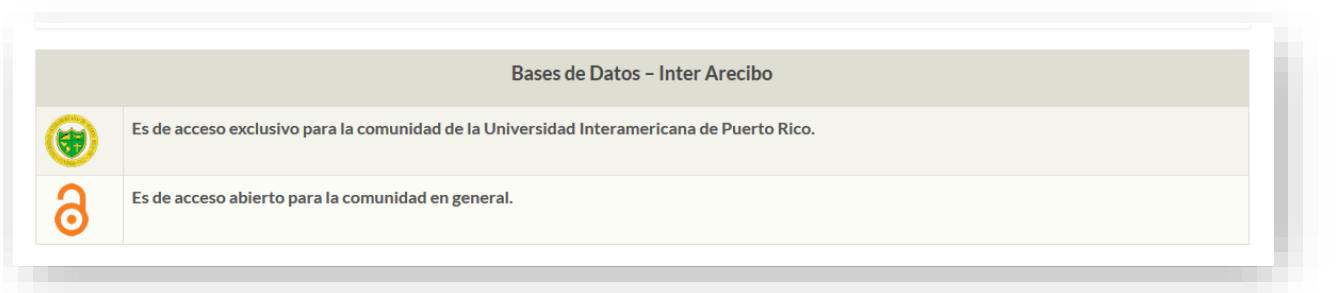 Bases de Datos – Inter Arecibo
Es de acceso exclusivo para la comunidad de la Universidad Interamericana de Puerto Rico.
Es de acceso abierto para la comunidad en general.